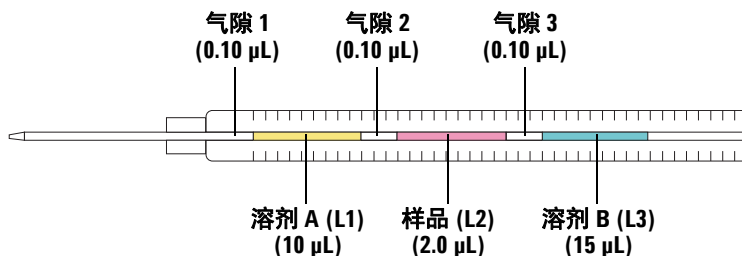 气隙 1
(0.10 µL)
气隙 2
(0.10 µL)
气隙 3
(0.10 µL)
溶剂 A (L1)
(10 µL)
样品 (L2)
(2.0 µL)
溶剂 B (L3)
(15 µL)